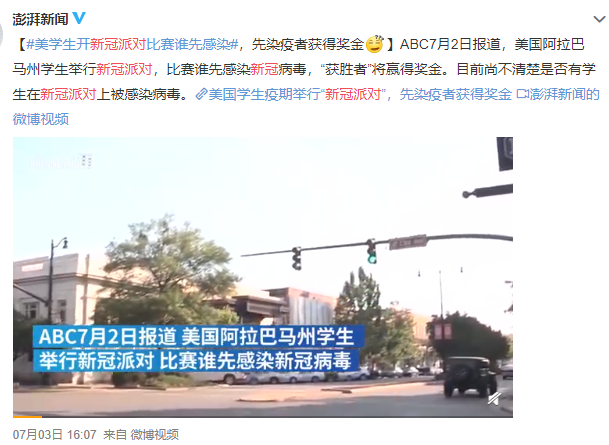 澎湃新闻
【#美学生开新冠派对比赛谁先感染#，先染疫者获得奖金】ABC7月2日报道，美国阿拉巴
马州学生举行新冠派对，比赛谁先感染新冠病毒，“获胜者”将赢得奖金。目前尚不清楚是否有学
生在新冠派对上被感染病毒。美国学生疫期举行“新冠派对”，先染疫者获得奖金 澎湃新闻的
微博视频
ABC7月2日报道 美国阿拉巴马州学生
举行新冠派对 比赛谁先感染新冠病毒
07月03日 16:07 来自 微博视频